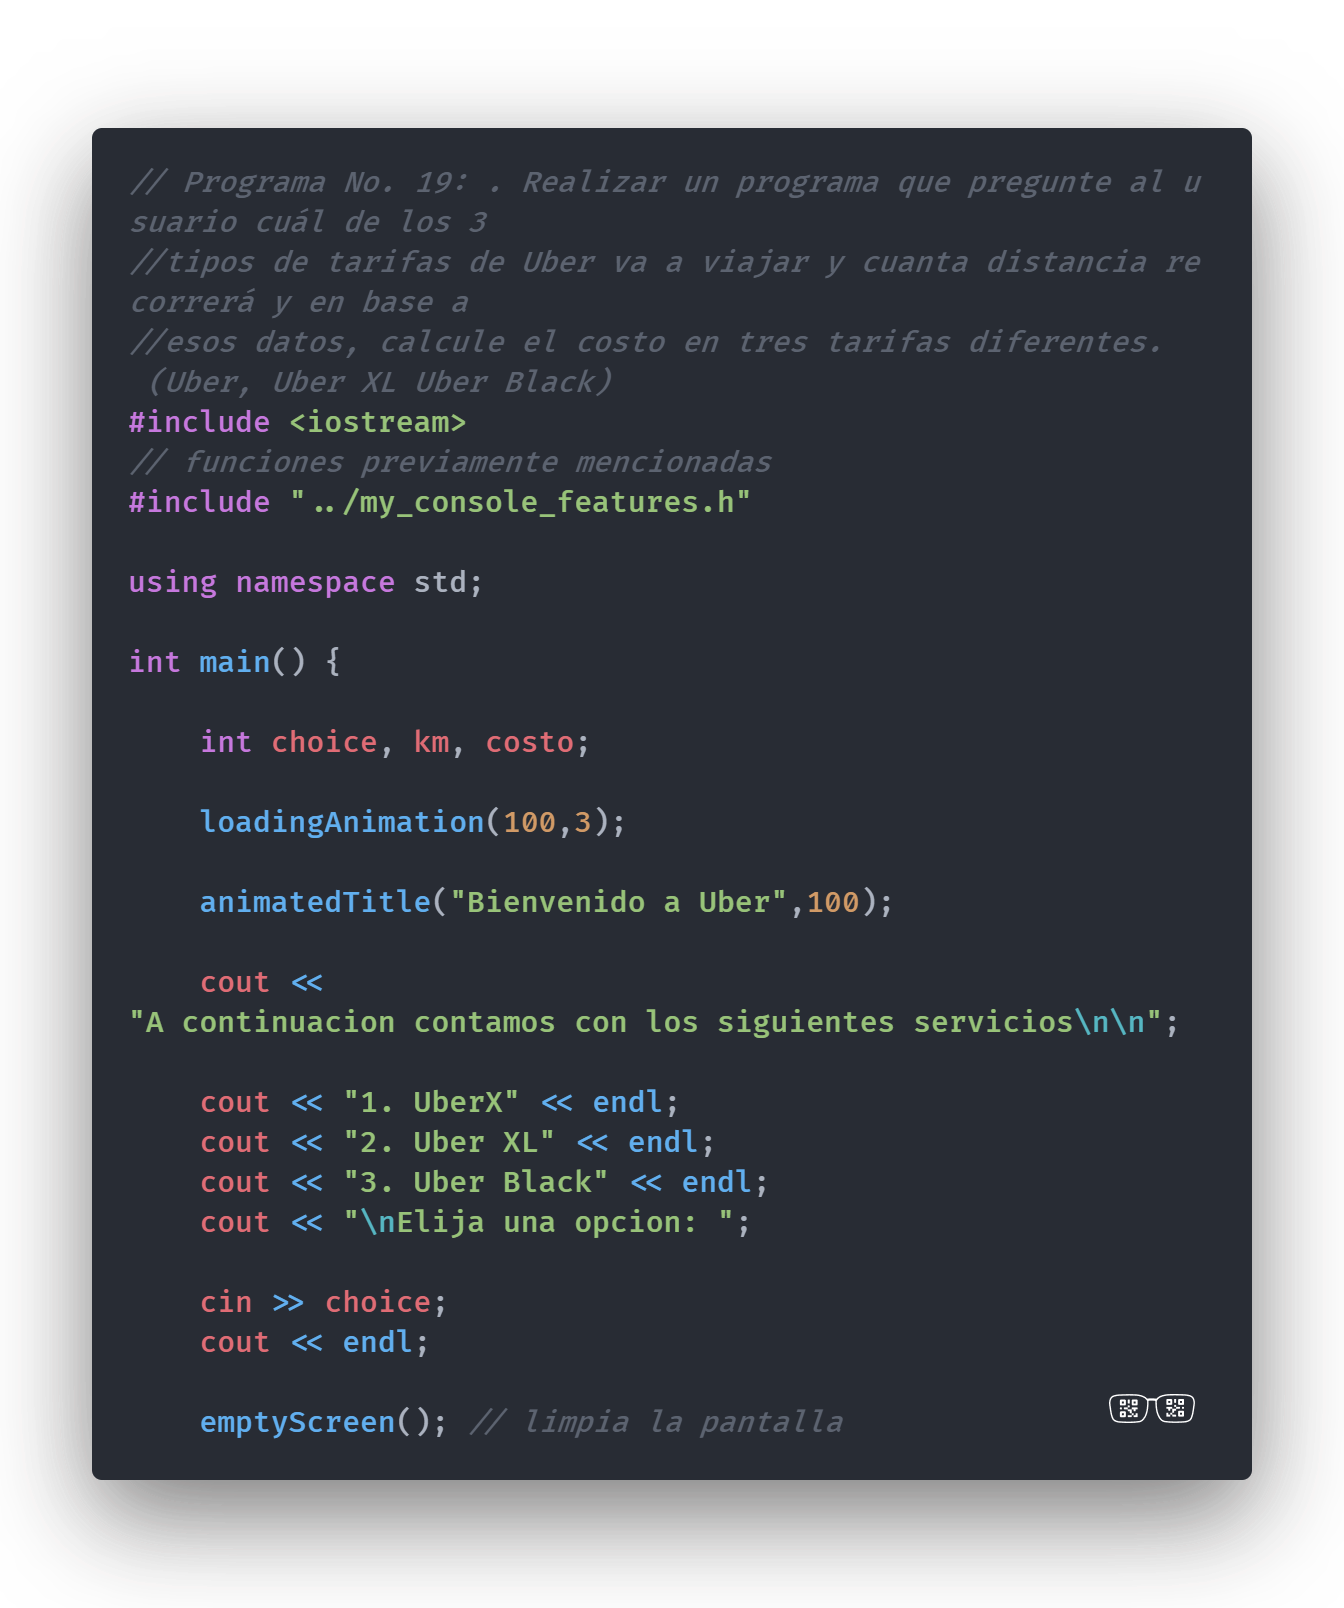 // Programa No. 19: . Realizar un programa que pregunte al u
suario cuál de los 3
//tipos de tarifas de Uber va a viajar y cuanta distancia re
correrá y en base a
//esos datos, calcule el costo en tres tarifas diferentes.
 (Uber, Uber XL Uber Black)
#include <iostream>
// funciones previamente mencionadas
#include "../my_console_features.h"

using namespace std;

int main() {

    int choice, km, costo;

    loadingAnimation(100,3);

    animatedTitle("Bienvenido a Uber",100);

    cout <<
"A continuacion contamos con los siguientes servicios\n\n";

    cout << "1. UberX" << endl;
    cout << "2. Uber XL" << endl;
    cout << "3. Uber Black" << endl;
    cout << "\nElija una opcion: ";

    cin >> choice;
    cout << endl;

    emptyScreen(); // limpia la pantalla